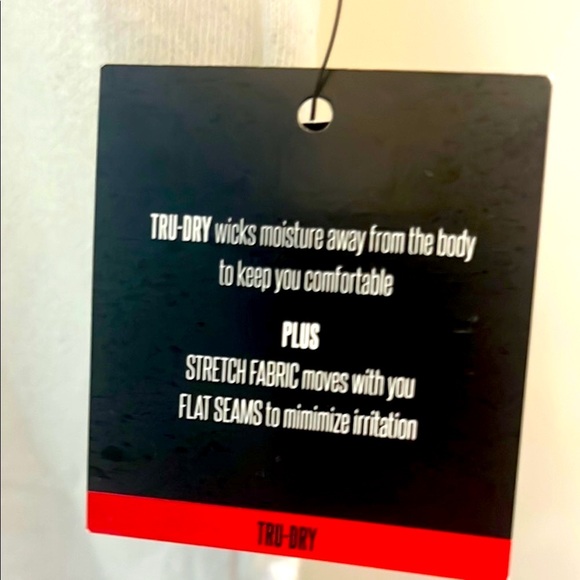 TRU-DRY wicks moisture away from the body
to keep you comfortable
PLUS
STRETCH FABRIC moves with you
FLAT SEAMS to mimimize irritation
TRU-DRY